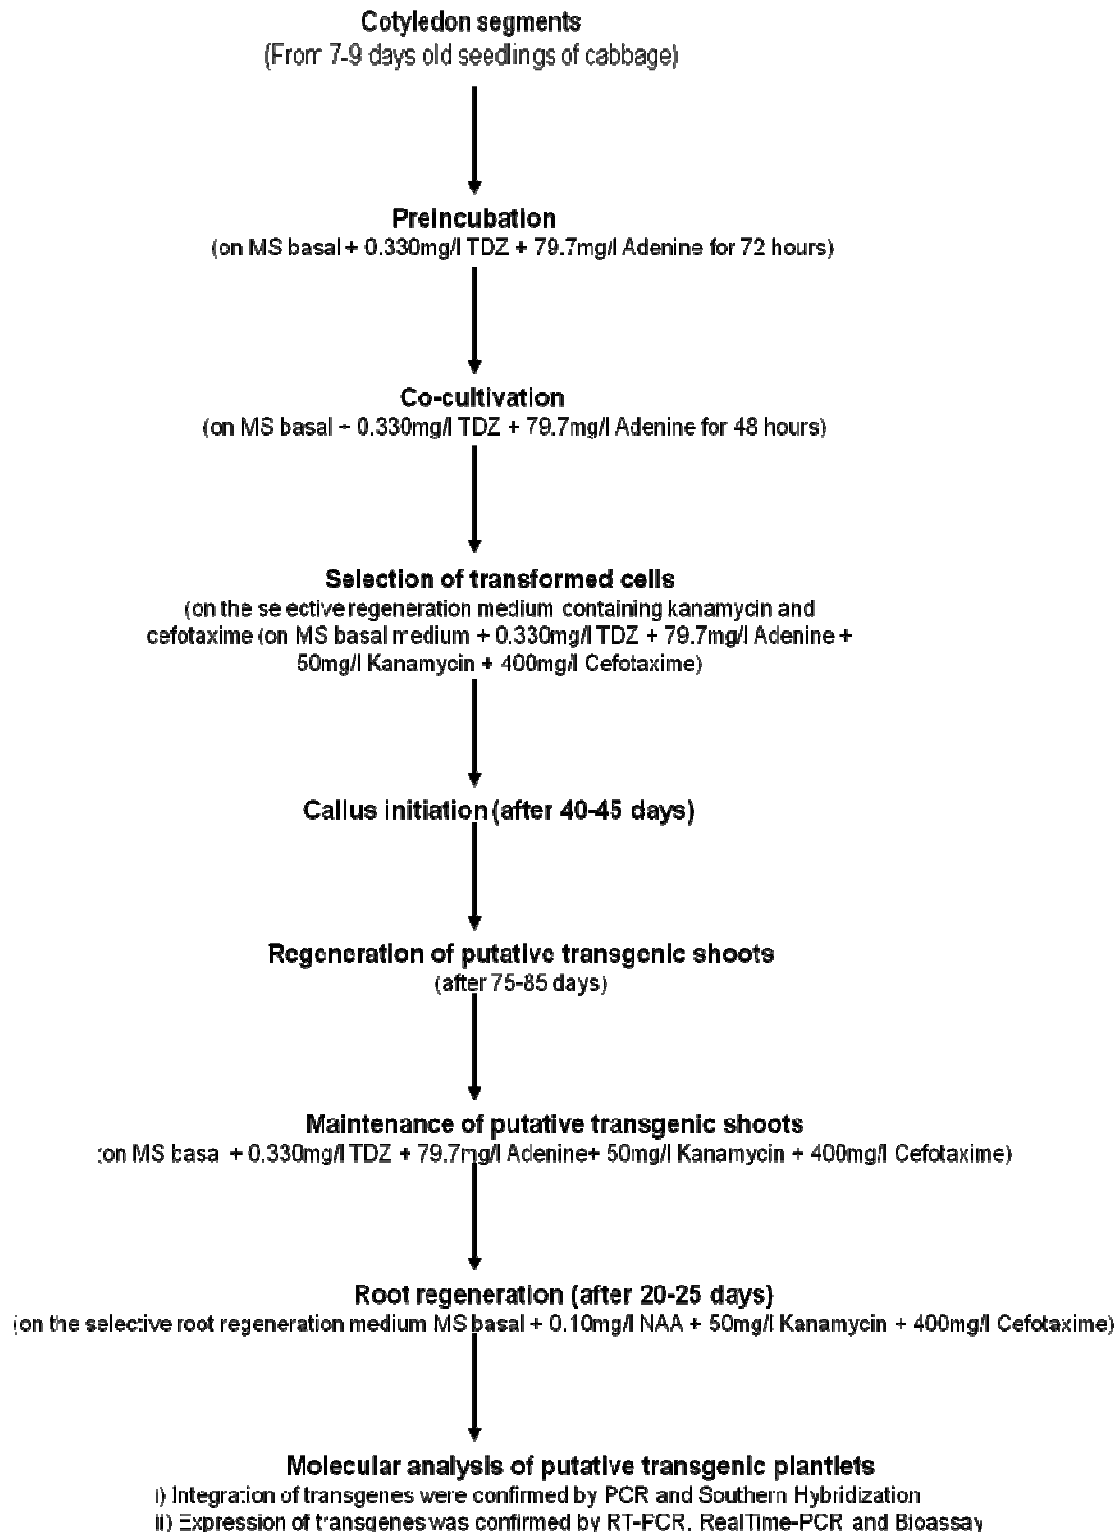 Cotyledon segments
(From 7-9 days old seedlings of cabbage)
Preincubation
(on MS basal + 0.330mg/l TDZ + 79.7mg/l Adenine for 72 hours)
Co-cultivation
(on MS basal + 0.330mg/l TDZ + 79.7mg/l Adenine for 48 hours)
Selection of transformed cells
(on the selective regeneration medium containing kanamycin and
cefotaxime (on MS basal medium + 0.330mg/l TDZ + 79.7mg/l Adenine +
50mg/l Kanamycin + 400mg/l Cefotaxime)
Callus initiation (after 40-45 days)
Regeneration of putative transgenic shoots
(after 75-85 days)
Maintenance of putative transgenic shoots
(on MS basal + 0.330mg/l TDZ + 79.7mg/l Adenine+ 50mg/l Kanamycin + 400mg/l Cefotaxime)
Root regeneration (after 20-25 days)
(on the selective root regeneration medium MS basal + 0.10mg/l NAA + 50mg/l Kanamycin + 400mg/l Cefotaxime)
Molecular analysis of putative transgenic plantlets
i) Integration of transgenes were confirmed by PCR and Southern Hybridization
ii) Expression of transgenes was confirmed by RT-PCR, RealTime-PCR and Bioassay